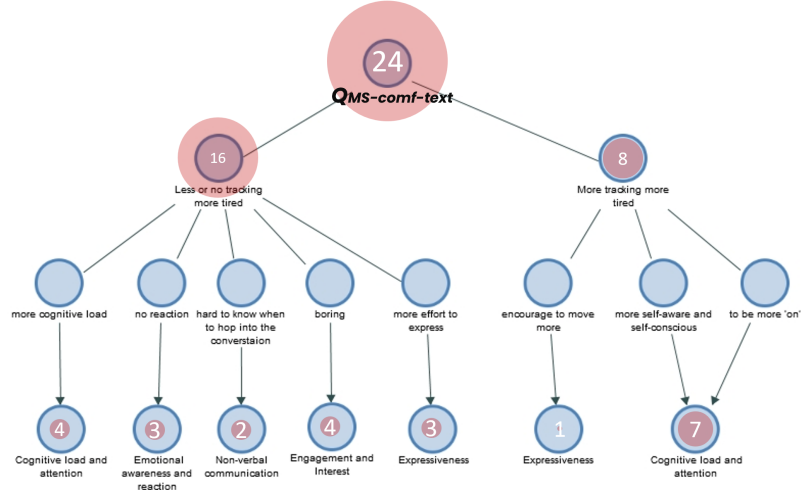 24
QMS-comf-text
16
8
Less or no tracking
more tired
More tracking more
tired
more cognitive load
no reaction
hard to know when
to hop into the
converstaion
boring
more effort to
express
encourage to move
more
more self-aware and
self-conscious
to be more 'on'
4
3
2
4
3
1
7
Cognitive load and
attention
Emotional
awareness and
reaction
Non-verbal
communication
Engagement and
Interest
Expressiveness
Expressiveness
Cognitive load and
attention